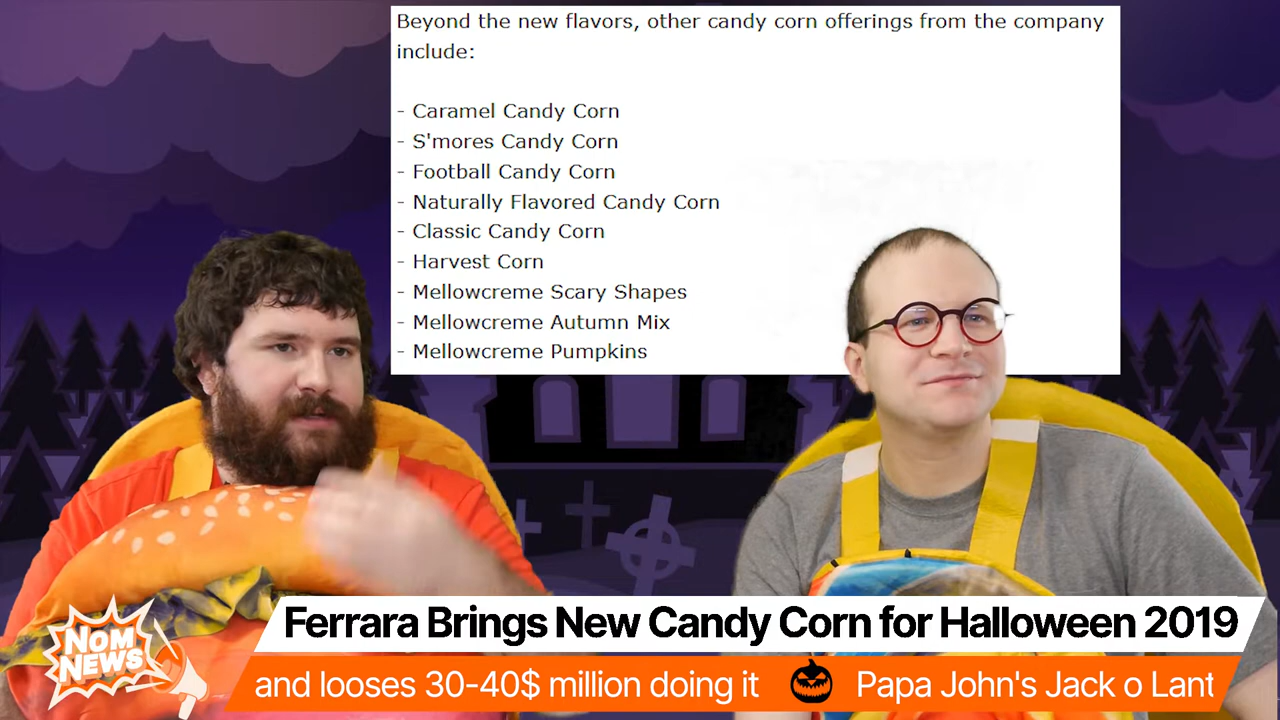 Beyond the new flavors, other candy corn offerings from the company
include:
- Caramel Candy Corn
- S'mores Candy Corn
- Football Candy Corn
- Naturally Flavored Candy Corn
- Classic Candy Corn
- Harvest Corn
- Mellowcreme Scary Shapes
- Mellowcreme Autumn Mix
- Mellowcreme Pumpkins
NOM
NEWS
Ferrara Brings New Candy Corn for Halloween 2019
and looses 30-40$ million doing it Papa John's Jack o Lant